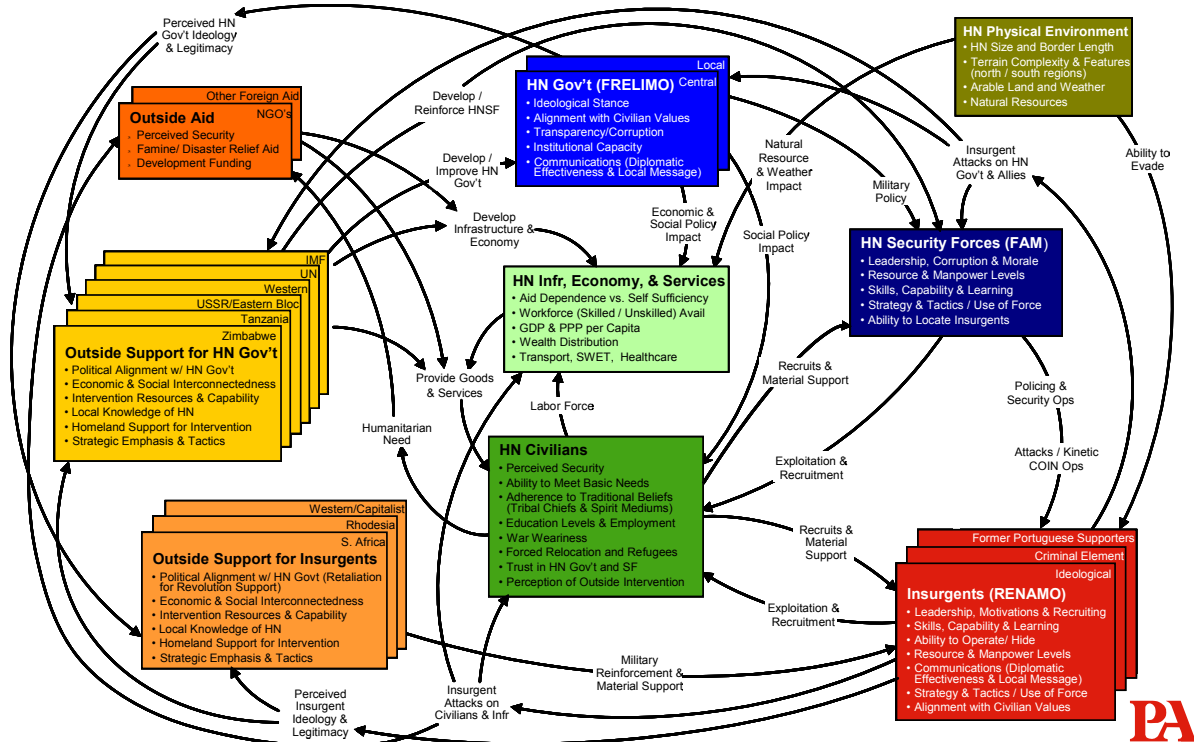 Perceived HN
Gov't Ideology
& Legitimacy
Other Foreign Aid
NGO's
Outside Aid
Perceived Security
Famine/ Disaster Relief Aid
Development Funding
Develop /
Reinforce HNSF
Develop /
Improve HN
Gov't
Develop
Infrastructure &
Economy
Local
Central
HN Gov't (FRELIMO)
• Ideological Stance
• Alignment with Civilian Values
• Transparency/Corruption
• Institutional Capacity
• Communications (Diplomatic
Effectiveness & Local Message)
HN Physical Environment
• HN Size and Border Length
• Terrain Complexity & Features
(north / south regions)
• Arable Land and Weather
• Natural Resources
Natural
Resource
& Weather
Impact
Insurgent
Attacks on HN
Gov't & Allies
Ability to
Evade
Military
Policy
Economic &
Social Policy
Impact
Social Policy
Impact
HN Security Forces (FAM)
• Leadership, Corruption & Morale
• Resource & Manpower Levels
• Skills, Capability & Learning
• Strategy & Tactics / Use of Force
• Ability to Locate Insurgents
IMF
UN
Western
USSR/Eastern Bloc
Tanzania
Zimbabwe
Outside Support for HN Gov't
• Political Alignment w/ HN Gov't
• Economic & Social Interconnectedness
• Intervention Resources & Capability
• Local Knowledge of HN
• Homeland Support for Intervention
• Strategic Emphasis & Tactics
HN Infr, Economy, & Services
• Aid Dependence vs. Self Sufficiency
• Workforce (Skilled / Unskilled) Avail
• GDP & PPP per Capita
• Wealth Distribution
• Transport, SWET, Healthcare
Provide Goods
& Services
Labor Force
Humanitarian
Need
Recruits &
Material Support
Policing &
Security Ops
Attacks / Kinetic
COIN Ops
Exploitation &
Recruitment
HN Civilians
• Perceived Security
• Ability to Meet Basic Needs
• Adherence to Traditional Beliefs
(Tribal Chiefs & Spirit Mediums)
• Education Levels & Employment
• War Weariness
• Forced Relocation and Refugees
• Trust in HN Gov't and SF
• Perception of Outside Intervention
Recruits &
Material
Support
Exploitation &
Recruitment
Western/Capitalist
Rhodesia
S. Africa
Outside Support for Insurgents
• Political Alignment w/ HN Govt (Retaliation
for Revolution Support)
• Economic & Social Interconnectedness
• Intervention Resources & Capability
• Local Knowledge of HN
• Homeland Support for Intervention
• Strategic Emphasis & Tactics
Former Portuguese Supporters
Criminal Element
Ideological
Insurgents (RENAMO)
• Leadership, Motivations & Recruiting
• Skills, Capability & Learning
• Ability to Operate/ Hide
• Resource & Manpower Levels
• Communications (Diplomatic
Effectiveness & Local Message)
• Strategy & Tactics / Use of Force
• Alignment with Civilian Values
Military
Reinforcement &
Material Support
Insurgent
Attacks on
Civilians & Infr
Perceived
Insurgent
Ideology &
Legitimacy
PA